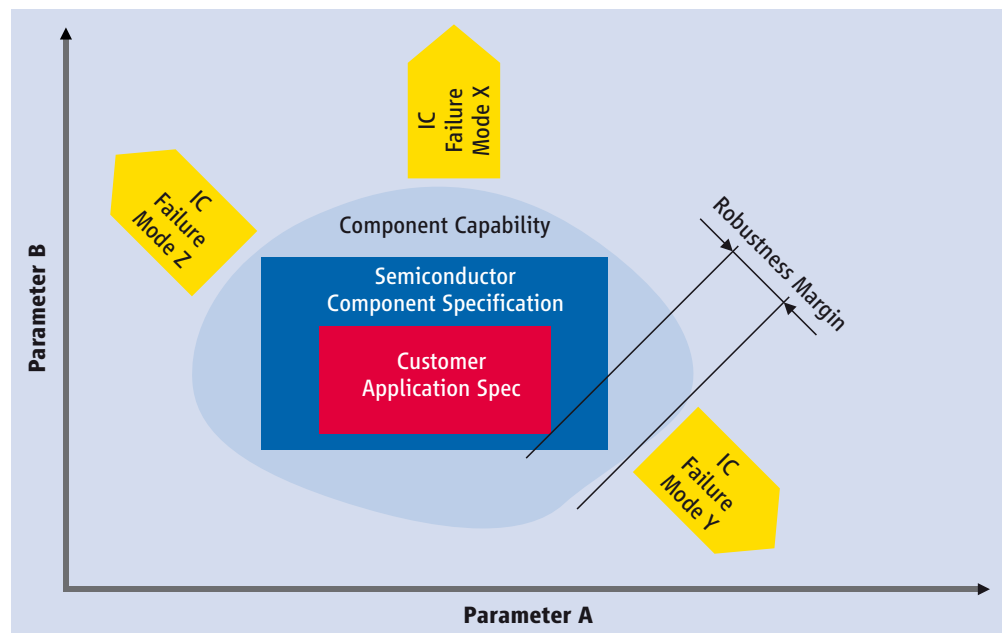 IC
Failure
Mode X
IC
Failure
Mode Z
Component Capability
Robustness Margin
Semiconductor
Component Specification
Customer
Application Spec
IC
Failure
Mode Y
Parameter B
Parameter A